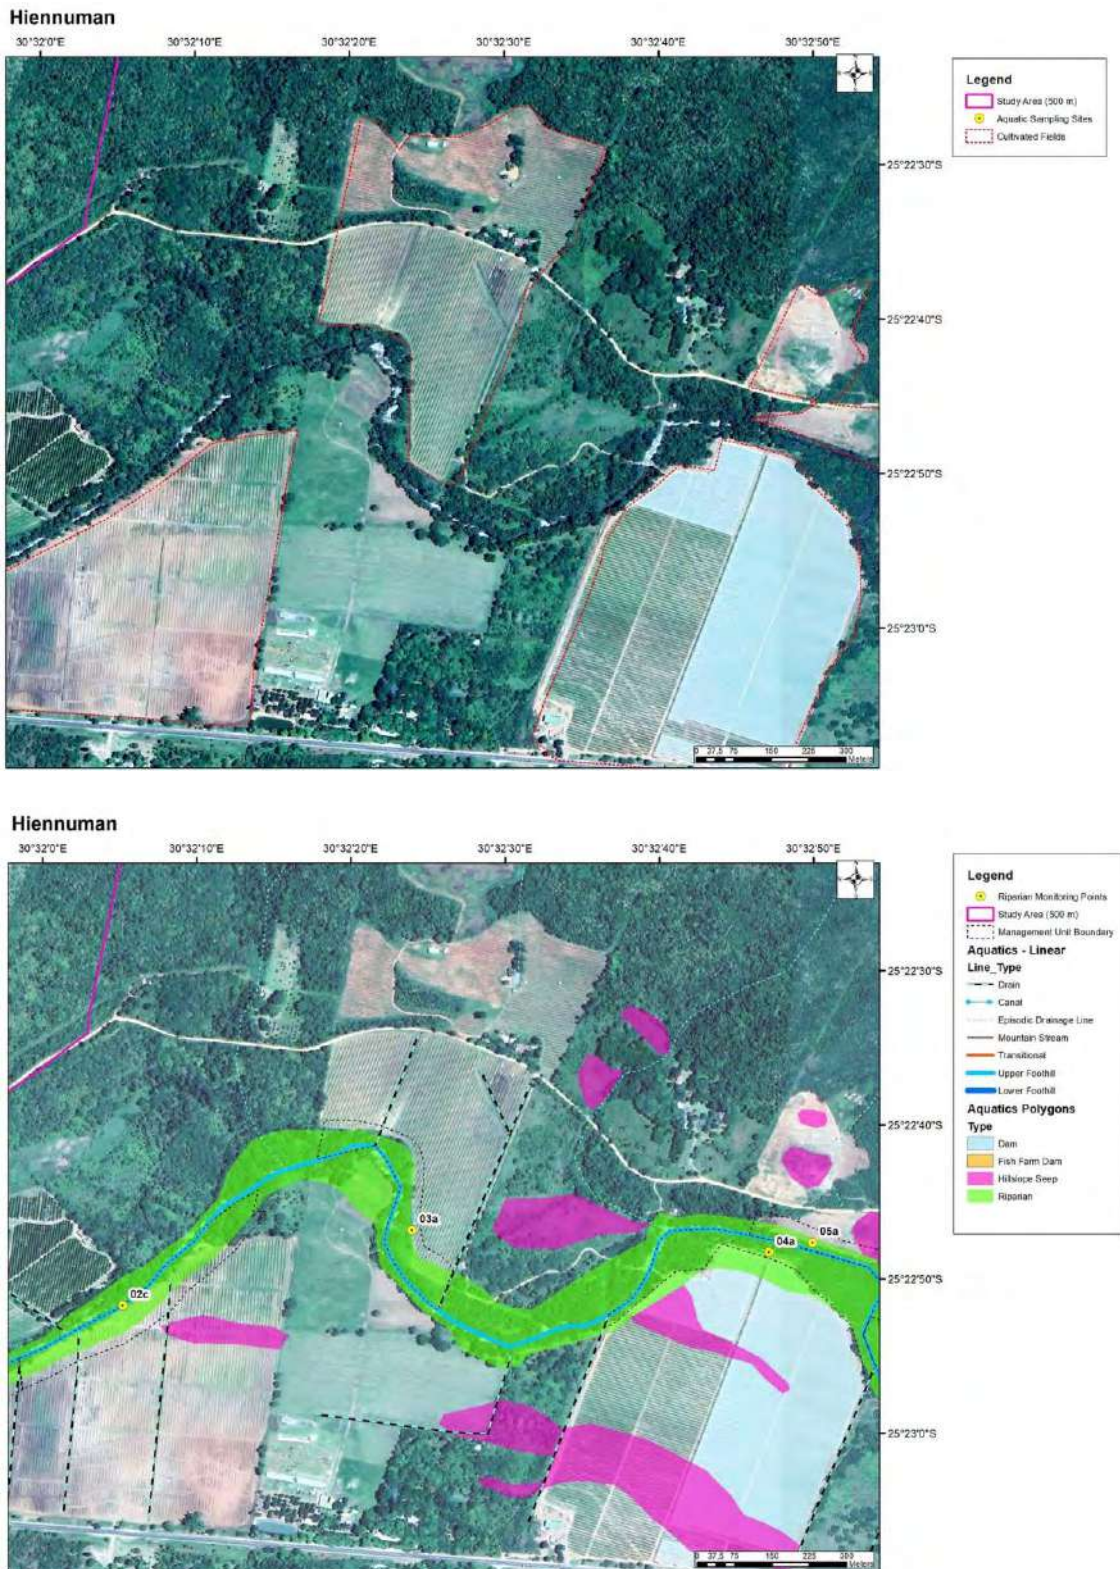 Hiennuman
30°32'0"E 30°32'10"E 30°32'20"E 30°32'30"E 30°32'40"E 30°32'50"E
Legend
Study Area (500 m)
Aquatic Sampling Sites
Cultivated Fields
25°22'30"S
25°22'40"S
25°22'50"S
25°23'0"S
0 37,5 75 150 225 300
Meters
Hiennuman
30°32'0"E 30°32'10"E 30°32'20"E 30°32'30"E 30°32'40"E 30°32'50"E
Legend
Riparian Monitoring Points
Study Area (500 m)
Management Unit Boundary
Aquatics - Linear
Line_Type
Drain
Canal
Episodic Drainage Line
Mountain Stream
Transitional
Upper Foothill
Lower Foothill
Aquatics Polygons
Type
Dam
Fish Farm Dam
Hillslope Seep
Riparian
25°22'30"S
25°22'40"S
03a
05a
04a
02c
25°22'50"S
25°23'0"S
0 37,5 75 150 225 300
Meters